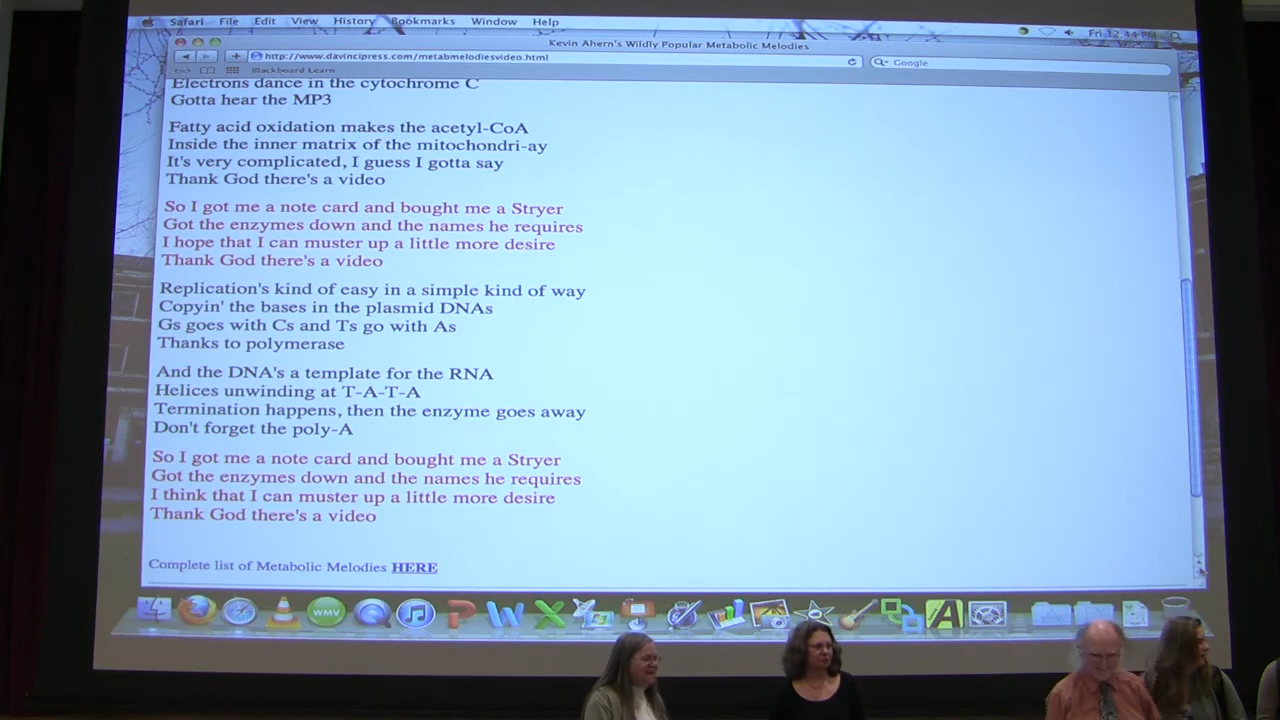 Safari File Edit View History Bookmarks Window Help
Fri 12:44 PM
Kevin Ahern's Wildly Popular Metabolic Melodies
http://www.davincipress.com/metabmelodiesvideo.html
Google
Blackboard Learn
Electrons dance in the cytochrome C
Gotta hear the MP3
Fatty acid oxidation makes the acetyl-CoA
Inside the inner matrix of the mitochondri-ay
It's very complicated, I guess I gotta say
Thank God there's a video
So I got me a note card and bought me a Stryer
Got the enzymes down and the names he requires
I hope that I can muster up a little more desire
Thank God there's a video
Replication's kind of easy in a simple kind of way
Copyin' the bases in the plasmid DNAs
Gs goes with Cs and Ts go with As
Thanks to polymerase
And the DNA's a template for the RNA
Helices unwinding at T-A-T-A
Termination happens, then the enzyme goes away
Don't forget the poly-A
So I got me a note card and bought me a Stryer
Got the enzymes down and the names he requires
I think that I can muster up a little more desire
Thank God there's a video
Complete list of Metabolic Melodies HERE
WMV